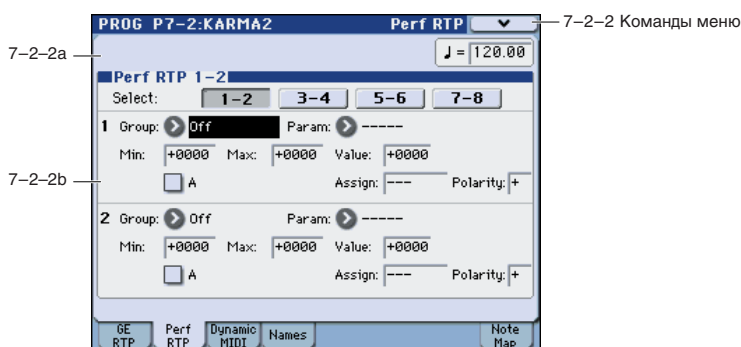 PROG P7-2:KARMA2 Perf RTP
7–2–2 Команды меню
7–2–2a
♩ = 120.00
Perf RTP 1-2
Select: 1-2 3-4 5-6 7-8
1 Group: Off Param: -----
Min: +0000 Max: +0000 Value: +0000
7–2–2b
A Assign: --- Polarity: +
2 Group: Off Param: -----
Min: +0000 Max: +0000 Value: +0000
A Assign: --- Polarity: +
GE RTP Perf RTP Dynamic MIDI Names Note Map